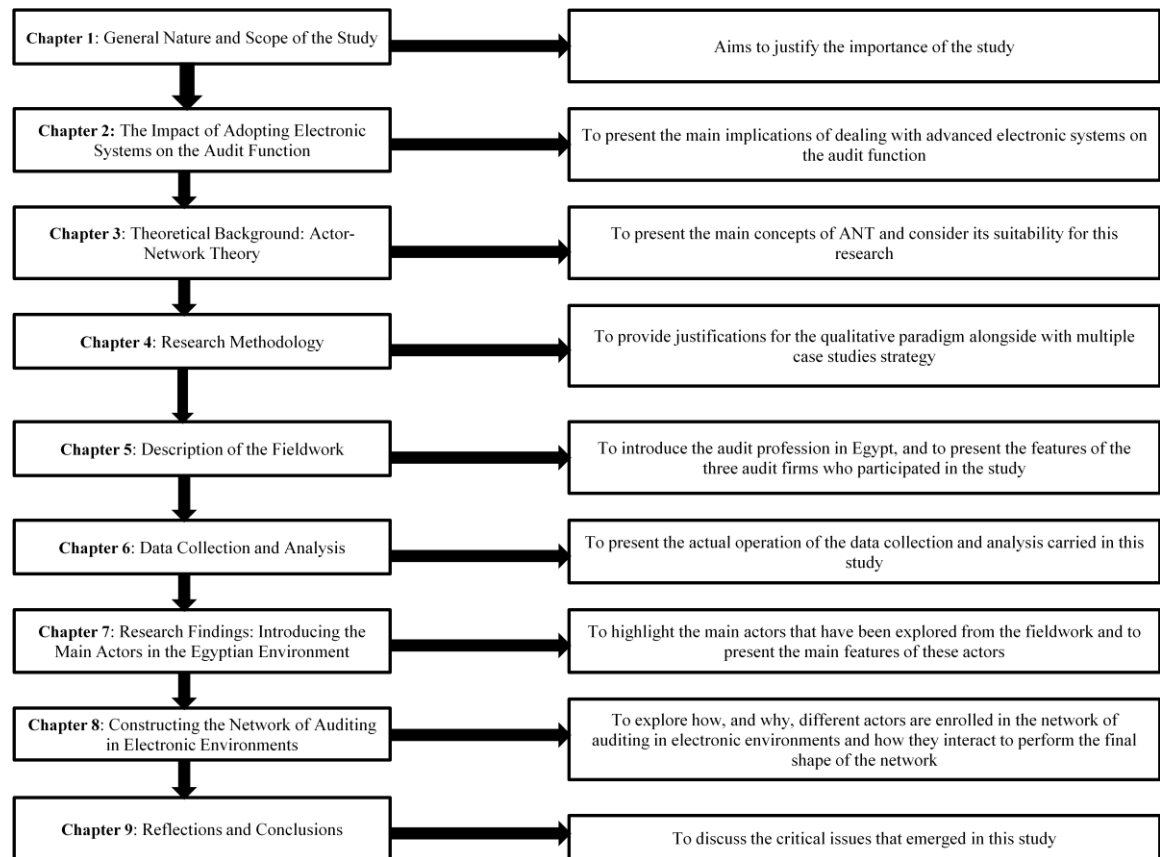 Chapter 1: General Nature and Scope of the Study
Aims to justify the importance of the study
Chapter 2: The Impact of Adopting Electronic
Systems on the Audit Function
To present the main implications of dealing with advanced electronic systems on
the audit function
Chapter 3: Theoretical Background: Actor-
Network Theory
To present the main concepts of ANT and consider its suitability for this
research
Chapter 4: Research Methodology
To provide justifications for the qualitative paradigm alongside with multiple
case studies strategy
Chapter 5: Description of the Fieldwork
To introduce the audit profession in Egypt, and to present the features of the
three audit firms who participated in the study
Chapter 6: Data Collection and Analysis
To present the actual operation of the data collection and analysis carried in this
study
Chapter 7: Research Findings: Introducing the
Main Actors in the Egyptian Environment
To highlight the main actors that have been explored from the fieldwork and to
present the main features of these actors
Chapter 8: Constructing the Network of Auditing
in Electronic Environments
To explore how, and why, different actors are enrolled in the network of
auditing in electronic environments and how they interact to perform the final
shape of the network
Chapter 9: Reflections and Conclusions
To discuss the critical issues that emerged in this study